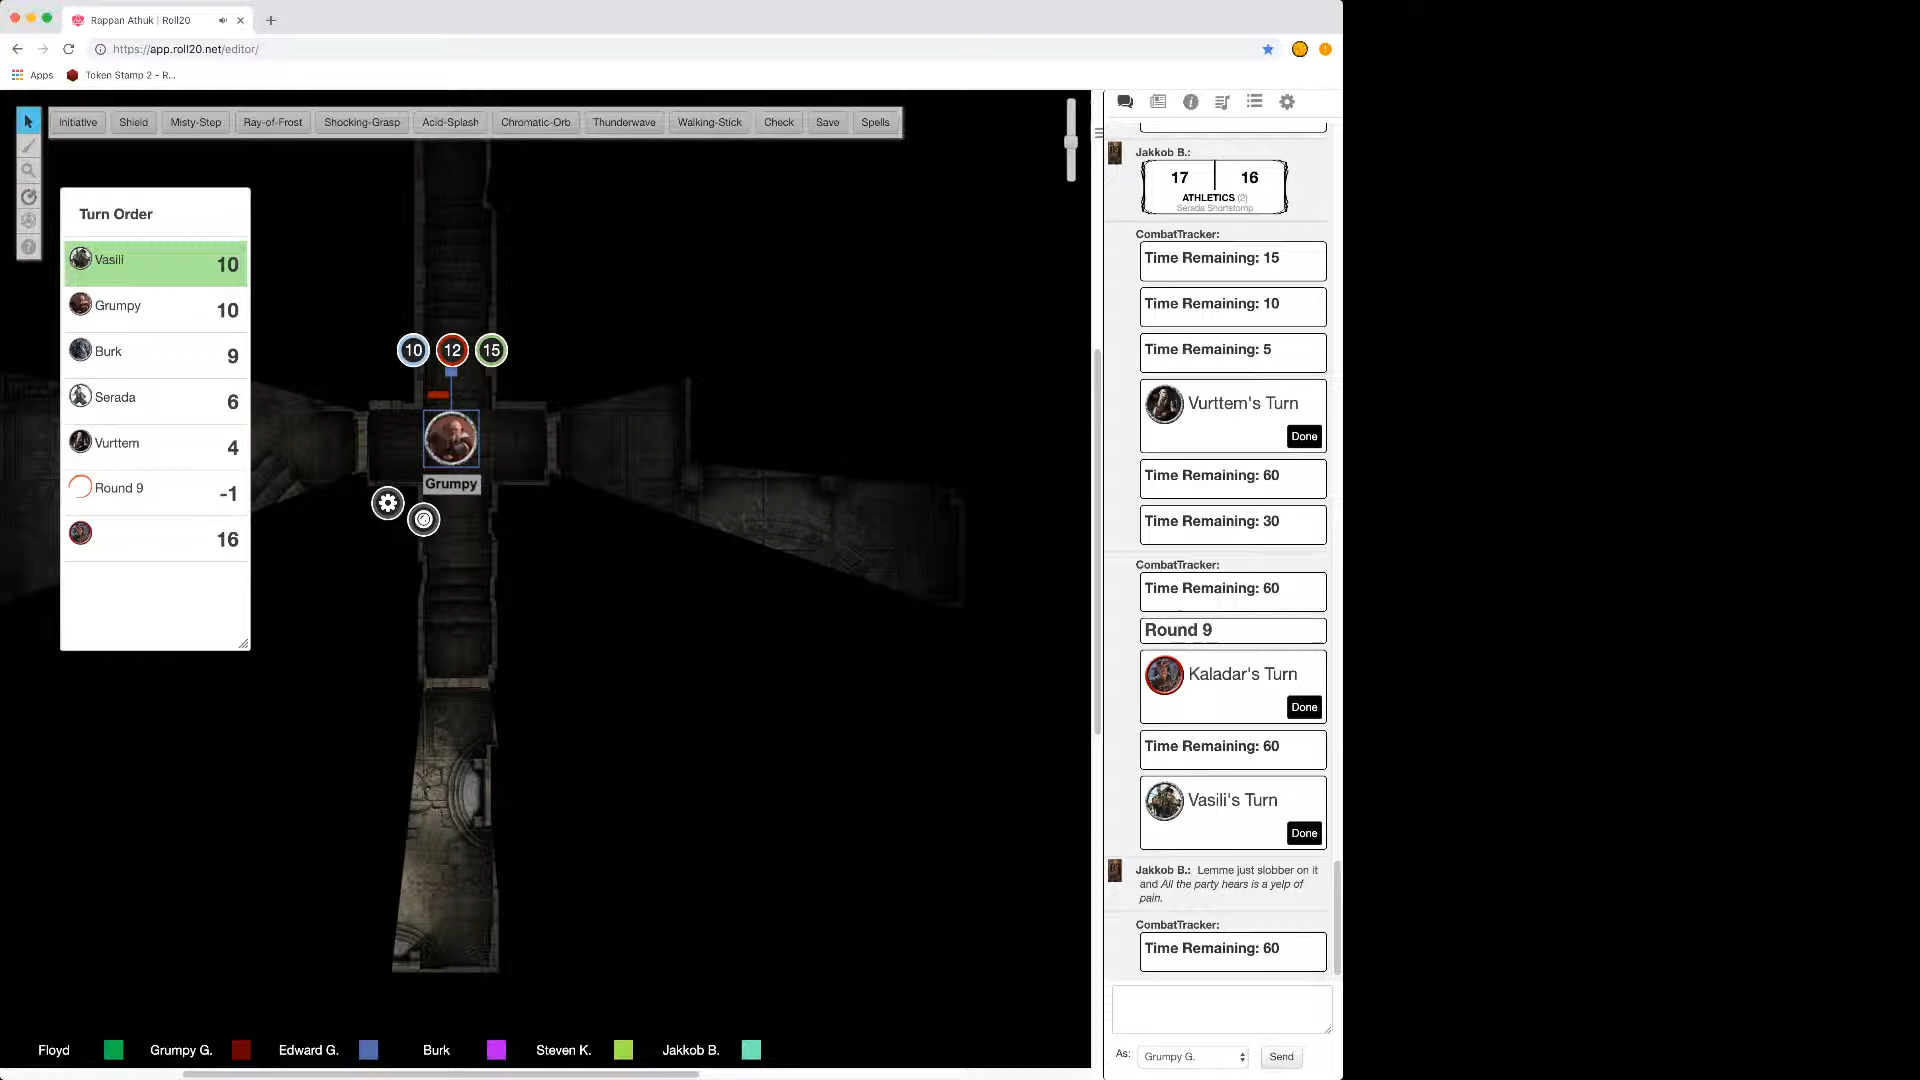 Rappan Athuk | Roll20
https://app.roll20.net/editor/
Apps
Token Stamp 2 - R...
Initiative
Shield
Misty-Step
Ray-of-Frost
Shocking-Grasp
Acid-Splash
Chromatic-Orb
Thunderwave
Walking-Stick
Check
Save
Spells
Turn Order
Vasili 10
Grumpy 10
Burk 9
Serada 6
Vurttem 4
Round 9 -1
16
10 12 15
Grumpy
Jakkob B.:
17 16
ATHLETICS (2)
Serada Shortstomp
CombatTracker:
Time Remaining: 15
Time Remaining: 10
Time Remaining: 5
Vurttem's Turn
Done
Time Remaining: 60
Time Remaining: 30
CombatTracker:
Time Remaining: 60
Round 9
Kaladar's Turn
Done
Time Remaining: 60
Vasili's Turn
Done
Jakkob B.: Lemme just slobber on it
and All the party hears is a yelp of
pain.
CombatTracker:
Time Remaining: 60
As: Grumpy G.
Send
Floyd
Grumpy G.
Edward G.
Burk
Steven K.
Jakkob B.